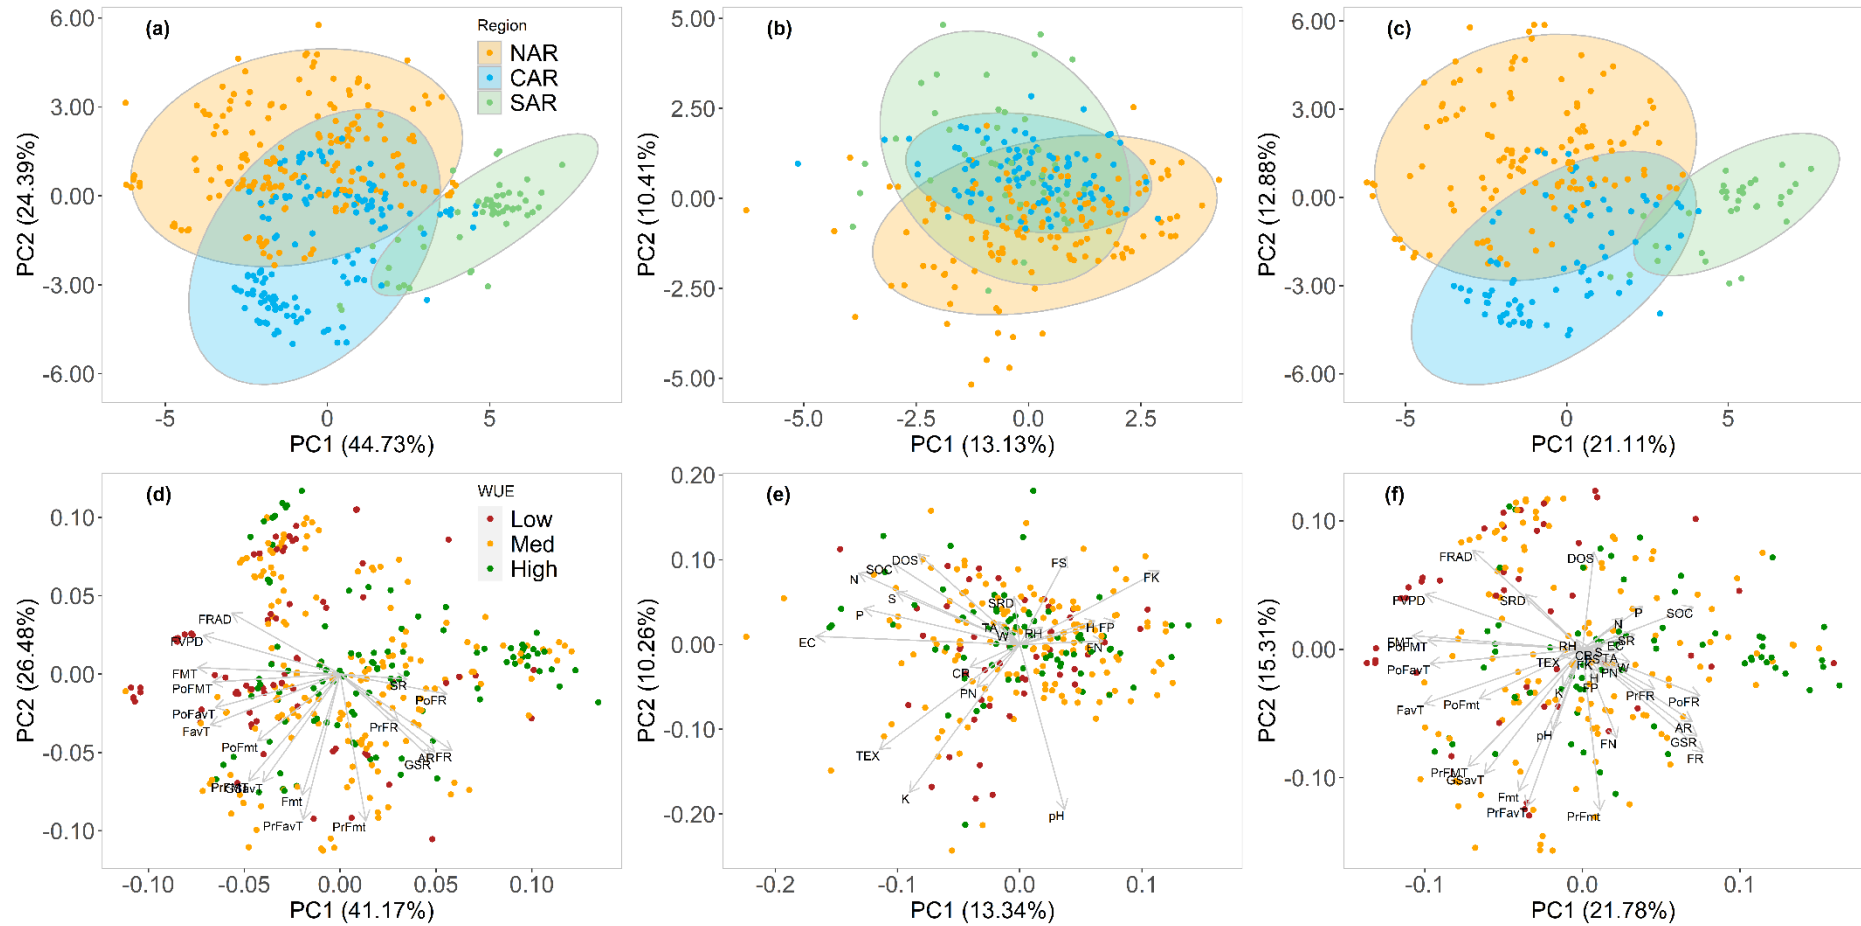 (a)
Region
NAR
CAR
SAR
6.00
3.00
0.00
-3.00
-6.00
PC2 (24.39%)
-5
0
5
PC1 (44.73%)
(b)
5.00
2.50
0.00
-2.50
-5.00
PC2 (10.41%)
-5.0
-2.5
0.0
2.5
PC1 (13.13%)
(c)
6.00
3.00
0.00
-3.00
-6.00
PC2 (12.88%)
-5
0
5
PC1 (21.11%)
(d)
WUE
Low
Med
High
0.10
0.05
0.00
-0.05
-0.10
PC2 (26.48%)
FRAD
FVPD
FMT
PoFMT
PoFavT
FavT
PoFmt
PrFMT
GSavT
Fmt
PrFavT
PrFmt
SR
PoFR
PrFR
AR
FR
GSR
-0.10
-0.05
0.00
0.05
0.10
PC1 (41.17%)
(e)
0.20
0.10
0.00
-0.10
-0.20
PC2 (10.26%)
DOS
SOC
N
S
P
EC
FS
FK
SRD
TA
W
RH
H
FP
FN
CR
PN
TEX
K
pH
-0.2
-0.1
0.0
0.1
PC1 (13.34%)
(f)
0.10
0.00
-0.10
PC2 (15.31%)
FRAD
DOS
FVPD
SRD
P
SOC
N
SR
FMT
PoFMT
RH
EC
S
TA
PoFavT
TEX
FK
PN
W
H
K
FP
PrFR
PoFR
FavT
PoFmt
AR
pH
FN
GSR
FR
PrFMT
GSavT
Fmt
PrFavT
PrFmt
-0.1
0.0
0.1
PC1 (21.78%)